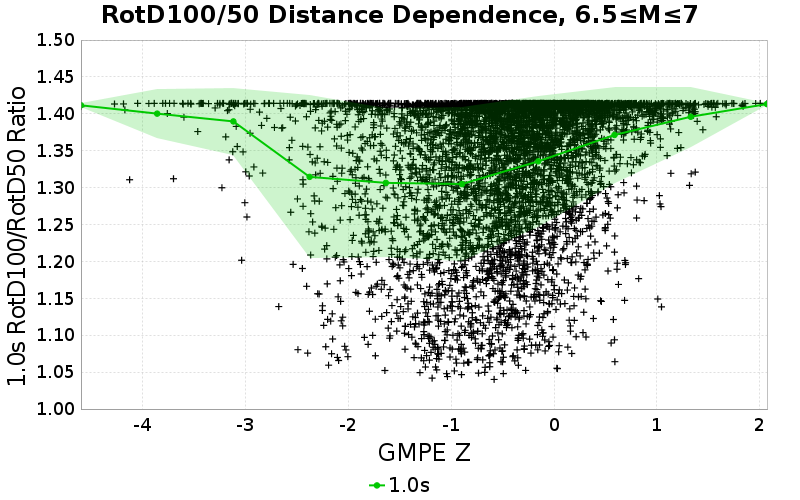 RotD100/50 Distance Dependence, 6.5≤M≤7
1.0s RotD100/RotD50 Ratio
1.50
1.45
1.40
1.35
1.30
1.25
1.20
1.15
1.10
1.05
1.00
-4 -3 -2 -1 0 1 2
GMPE Z
1.0s